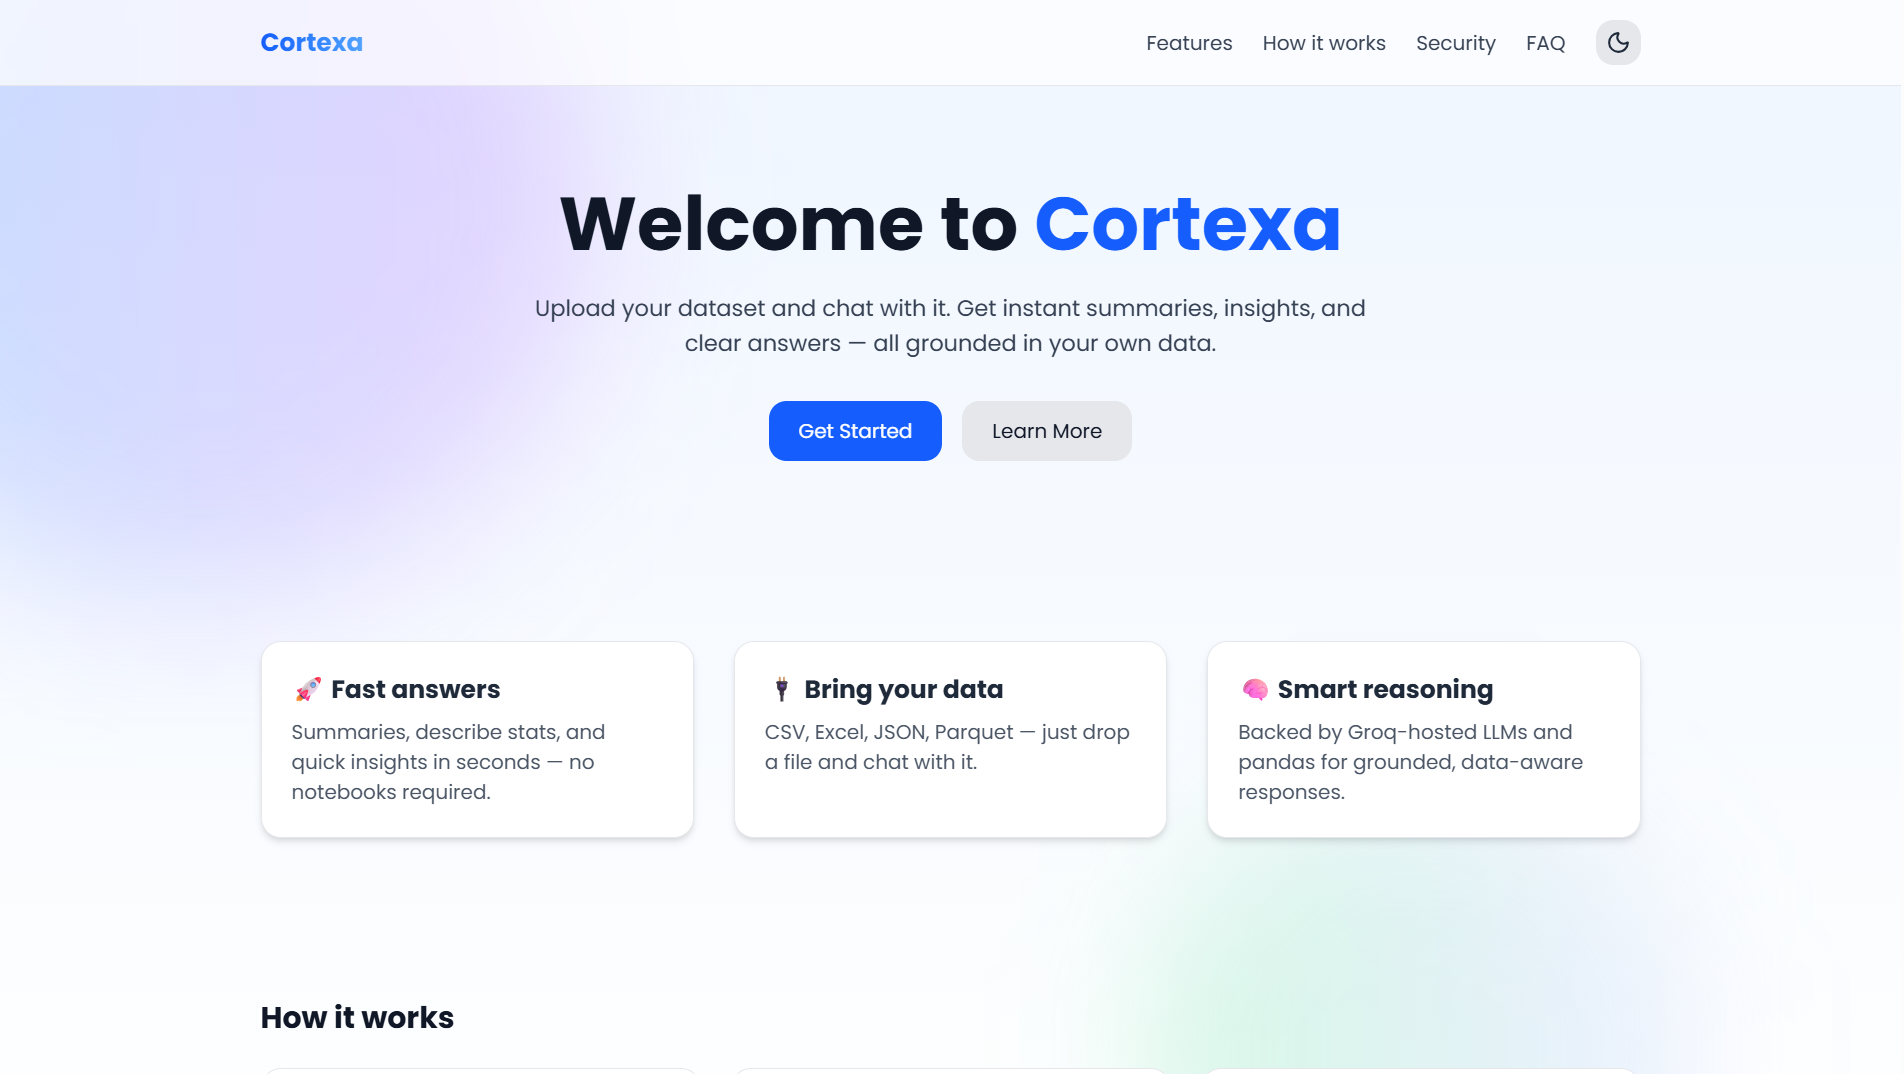 Cortexa
Features
How it works
Security
FAQ
Welcome to Cortexa
Upload your dataset and chat with it. Get instant summaries, insights, and
clear answers — all grounded in your own data.
Get Started
Learn More
🚀 Fast answers
Summaries, describe stats, and
quick insights in seconds — no
notebooks required.
🔌 Bring your data
CSV, Excel, JSON, Parquet — just drop
a file and chat with it.
🧠 Smart reasoning
Backed by Groq-hosted LLMs and
pandas for grounded, data-aware
responses.
How it works